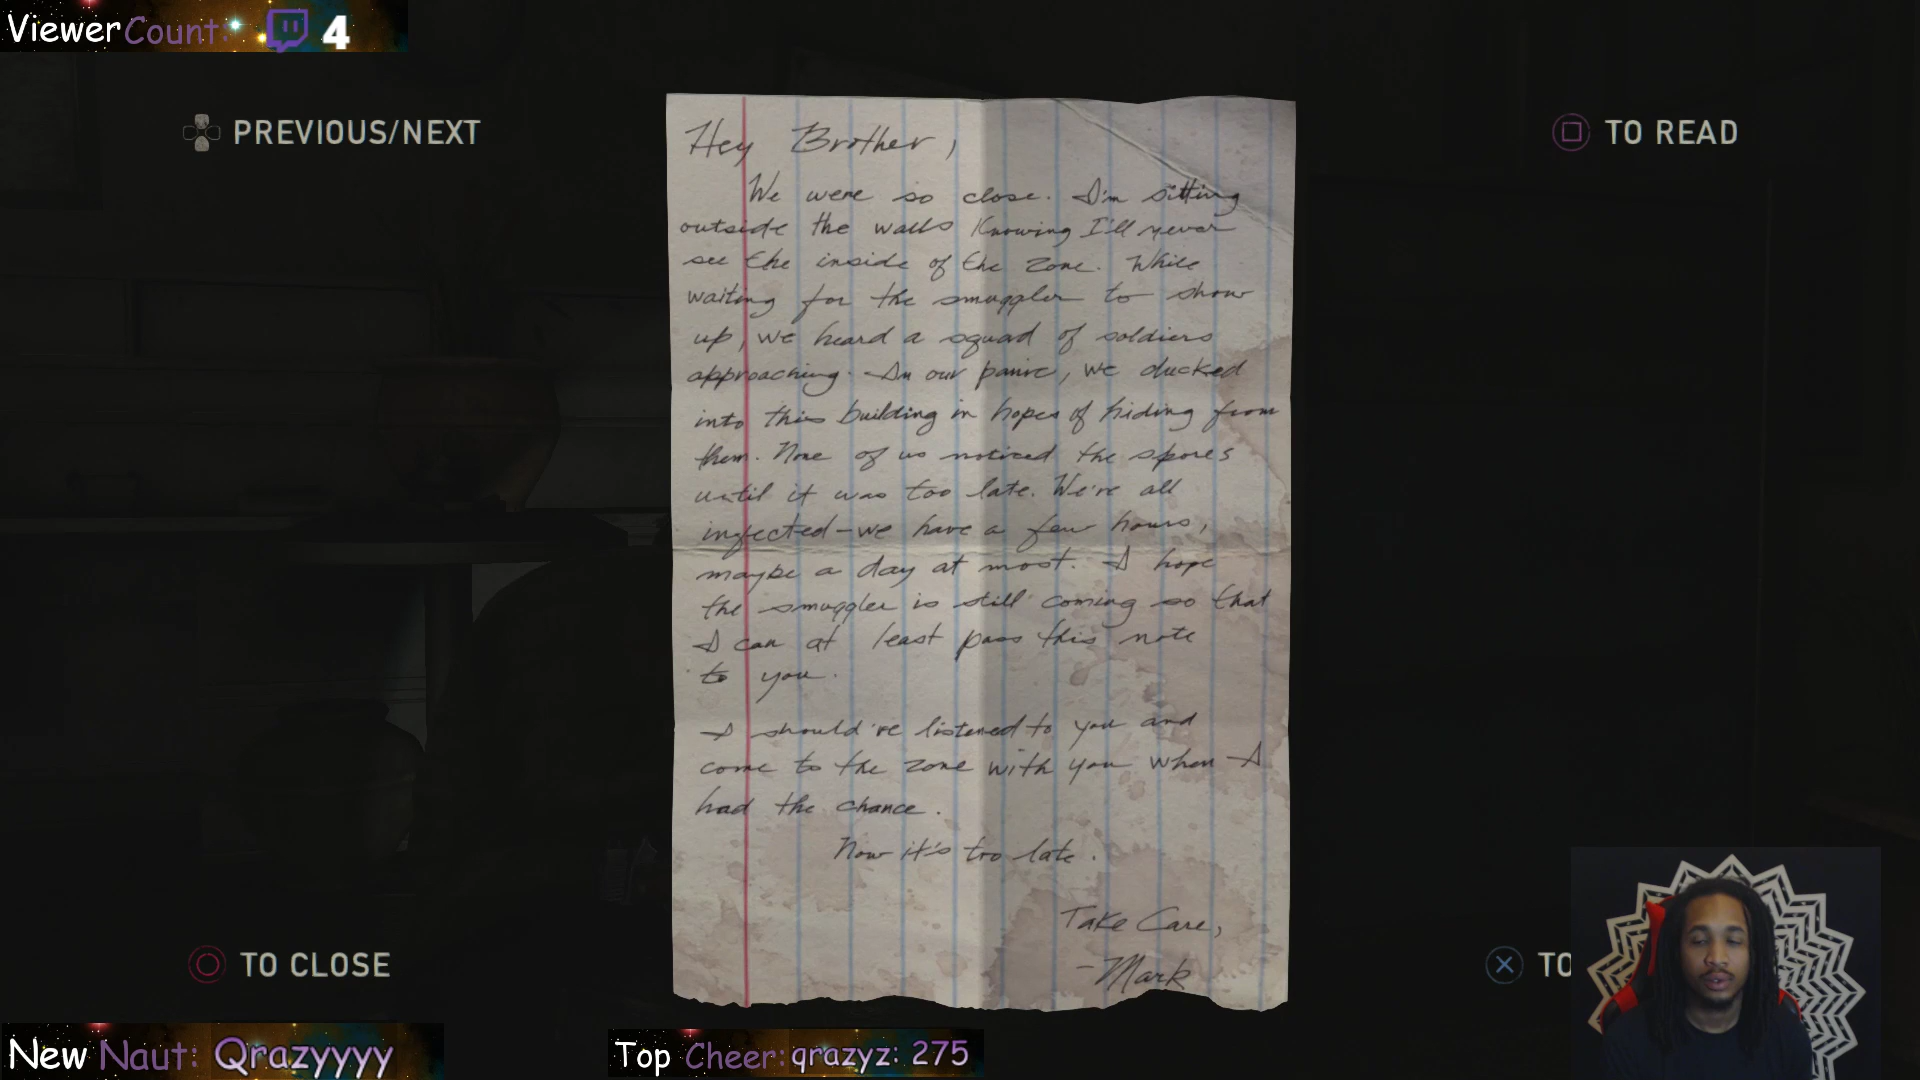 ViewerCount: 4
PREVIOUS/NEXT
TO READ
Hey Brother,
We were so close. I'm sitting
outside the walls Knowing I'll never
see the inside of the zone. While
waiting for the smuggler to show
up, we heard a squad of soldiers
approaching. In our panic, we ducked
into this building in hopes of hiding from
them. None of us noticed the spores
until it was too late. We're all
infected-we have a few hours,
maybe a day at most. I hope
the smuggler is still coming so that
I can at least pass this note
to you.
I should've listened to you and
come to the zone with you when I
had the chance.
Now it's too late.
Take Care,
-Mark
TO CLOSE
TO
New Naut: Qrazyyyy
Top Cheer: qrazyz: 275